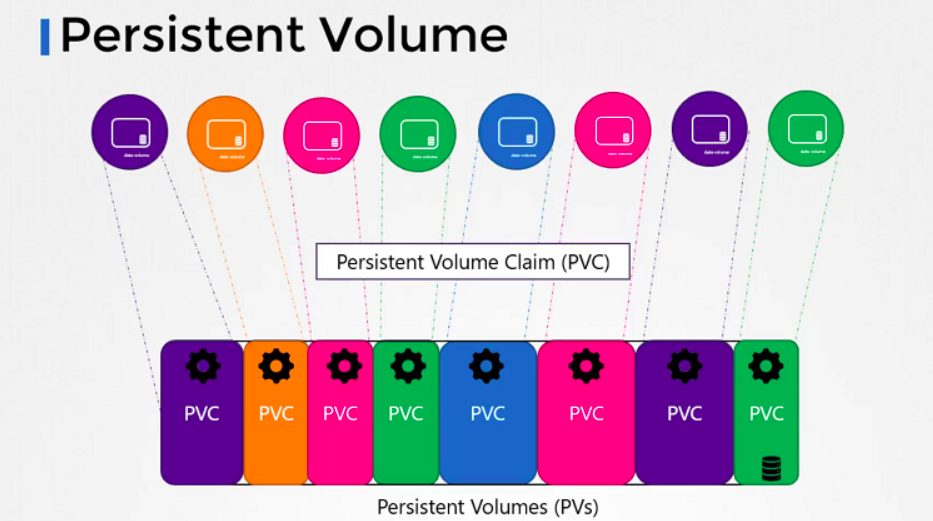 Persistent Volume
data-volume
data-volume
data-volume
data-volume
data-volume
data-volume
data-volume
data-volume
Persistent Volume Claim (PVC)
PVC
PVC
PVC
PVC
PVC
PVC
PVC
PVC
Persistent Volumes (PVs)